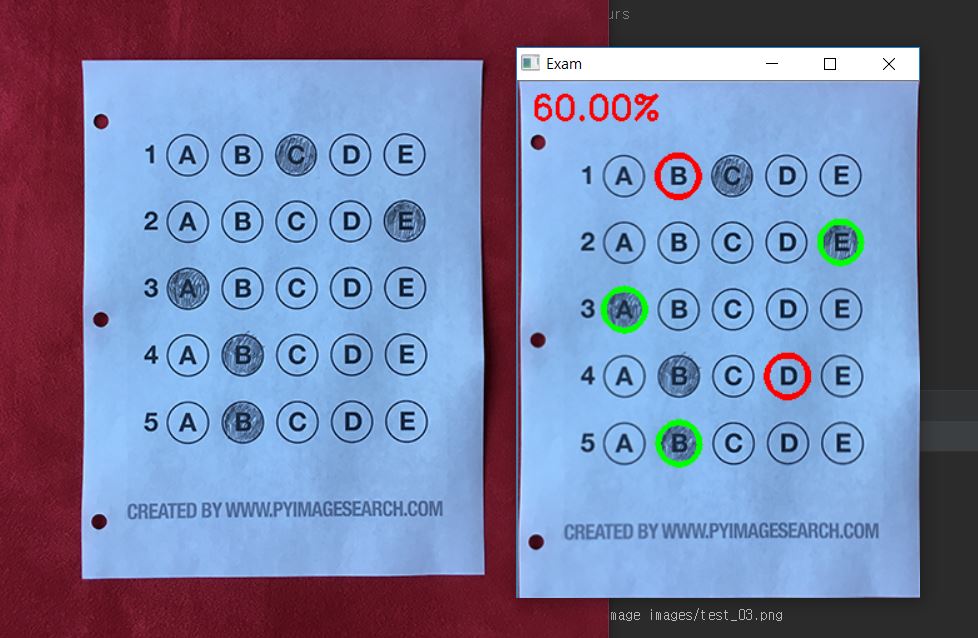 urs
1 A B C D E
2 A B C D E
3 A B C D E
4 A B C D E
5 A B C D E
CREATED BY WWW.PYIMAGESEARCH.COM
Exam
60.00%
1 A B C D E
2 A B C D E
3 A B C D E
4 A B C D E
5 A B C D E
CREATED BY WWW.PYIMAGESEARCH.COM
mage images/test_03.png